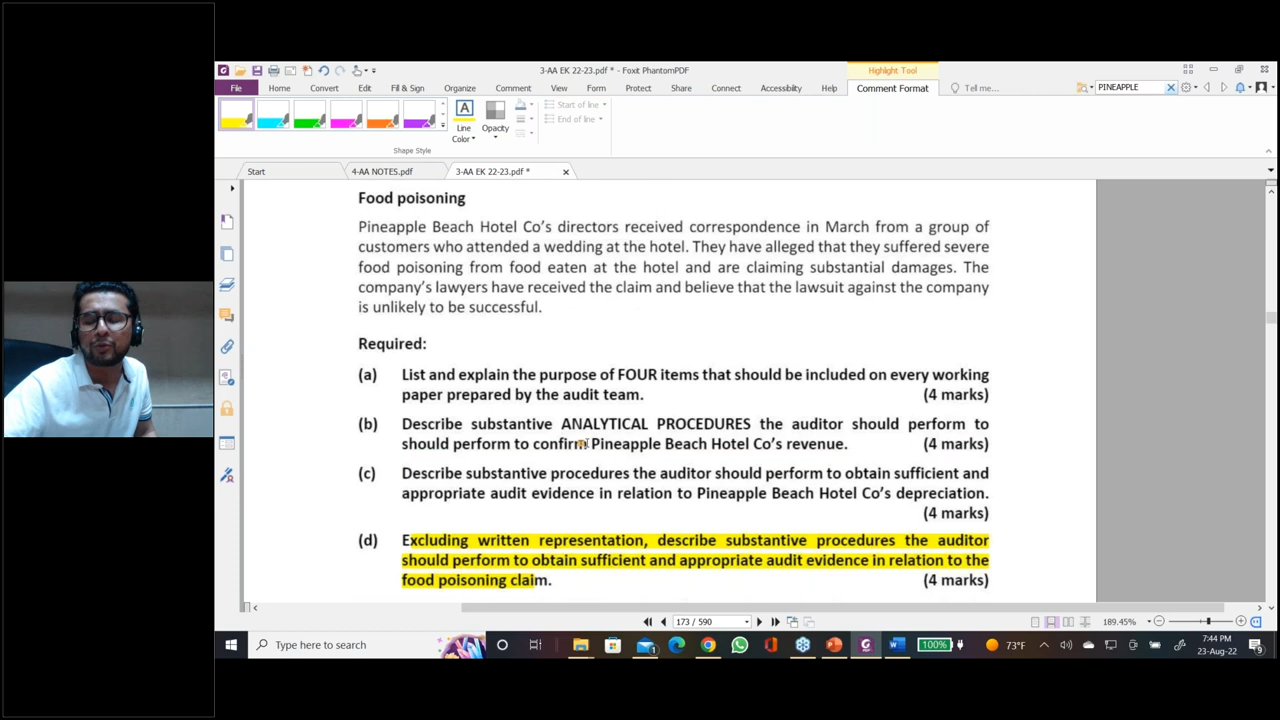 3-AA EK 22-23.pdf * - Foxit PhantomPDF
Highlight Tool
File Home Convert Edit Fill & Sign Organize Comment View Form Protect Share Connect Accessbility Help Comment Format Tell me... PINEAPPLE
Line Color
Opacity
Start of line
End of line
Shape Style
Start 4-AA NOTES.pdf 3-AA EK 22-23.pdf *
Food poisoning
Pineapple Beach Hotel Co's directors received correspondence in March from a group of
customers who attended a wedding at the hotel. They have alleged that they suffered severe
food poisoning from food eaten at the hotel and are claiming substantial damages. The
company's lawyers have received the claim and believe that the lawsuit against the company
is unlikely to be successful.
Required:
(a) List and explain the purpose of FOUR items that should be included on every working
paper prepared by the audit team. (4 marks)
(b) Describe substantive ANALYTICAL PROCEDURES the auditor should perform to
should perform to confirm Pineapple Beach Hotel Co's revenue. (4 marks)
(c) Describe substantive procedures the auditor should perform to obtain sufficient and
appropriate audit evidence in relation to Pineapple Beach Hotel Co's depreciation.
(4 marks)
(d) Excluding written representation, describe substantive procedures the auditor
should perform to obtain sufficient and appropriate audit evidence in relation to the
food poisoning claim. (4 marks)
173 / 590 189.45%
Type here to search 100% 73°F 7:44 PM
23-Aug-22